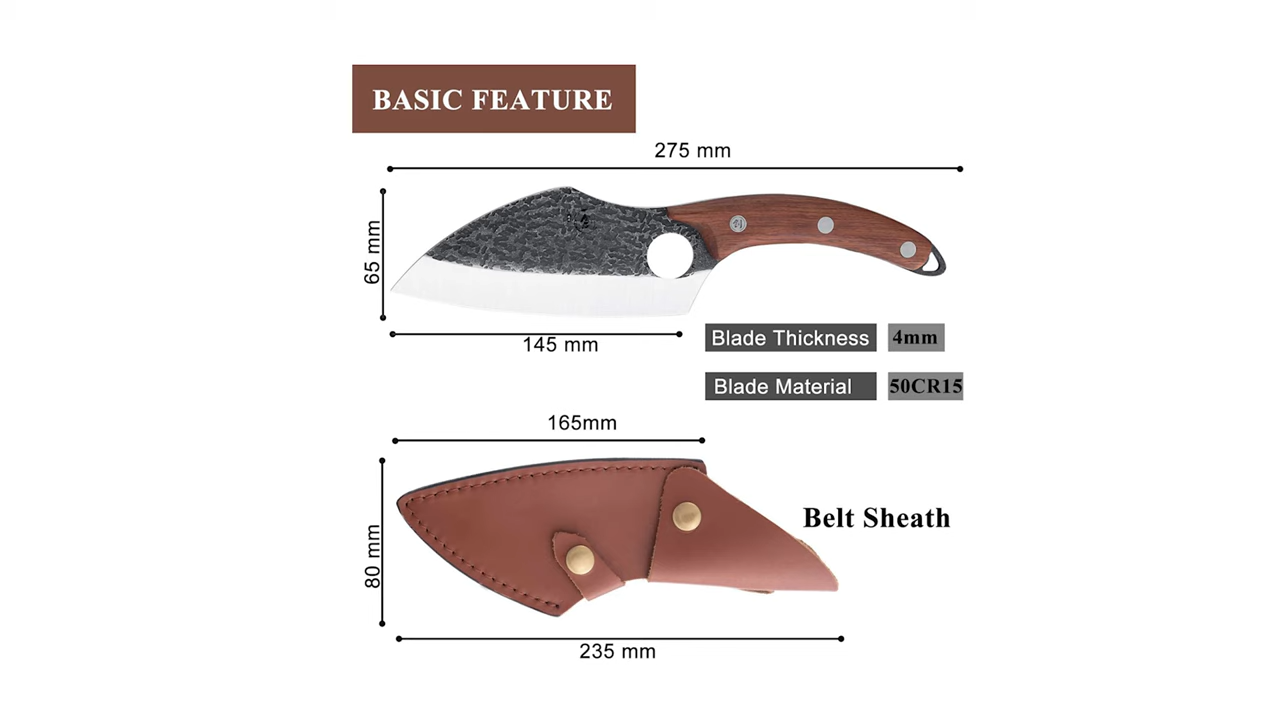 BASIC FEATURE
275 mm
65 mm
145 mm
Blade Thickness 4mm
Blade Material 50CR15
165mm
80 mm
Belt Sheath
235 mm